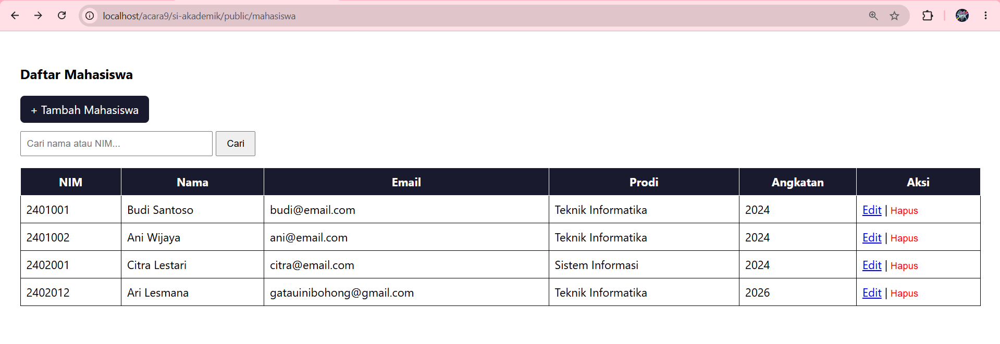 localhost/acara9/si-akademik/public/mahasiswa
Daftar Mahasiswa
+ Tambah Mahasiswa
Cari nama atau NIM... Cari
NIM Nama Email Prodi Angkatan Aksi
2401001 Budi Santoso budi@email.com Teknik Informatika 2024 Edit | Hapus
2401002 Ani Wijaya ani@email.com Teknik Informatika 2024 Edit | Hapus
2402001 Citra Lestari citra@email.com Sistem Informasi 2024 Edit | Hapus
2402012 Ari Lesmana gatauinibohong@gmail.com Teknik Informatika 2026 Edit | Hapus